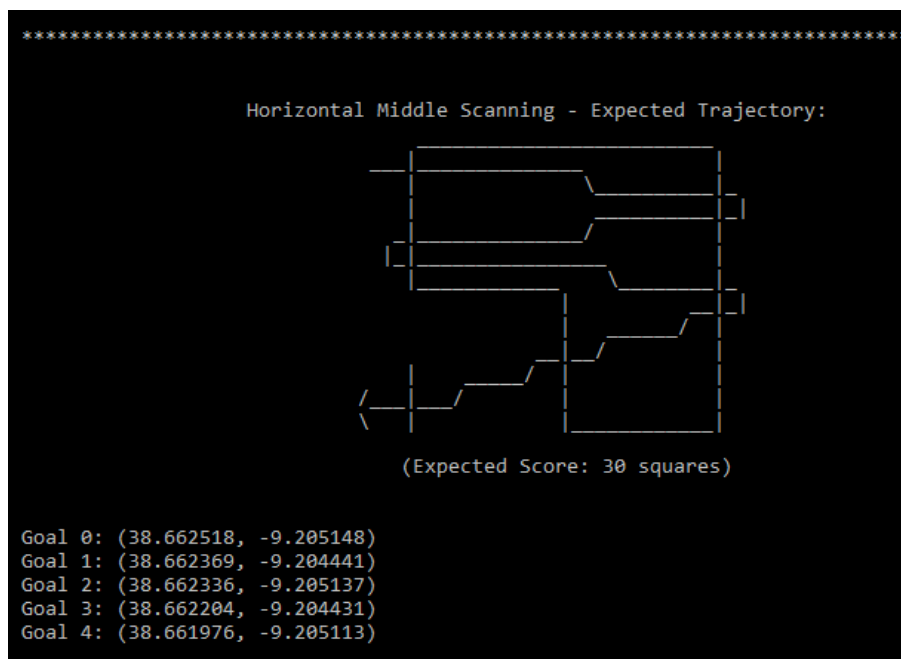 *****************************************************************************
Horizontal Middle Scanning - Expected Trajectory:
(Expected Score: 30 squares)
Goal 0: (38.662518, -9.205148)
Goal 1: (38.662369, -9.204441)
Goal 2: (38.662336, -9.205137)
Goal 3: (38.662204, -9.204431)
Goal 4: (38.661976, -9.205113)